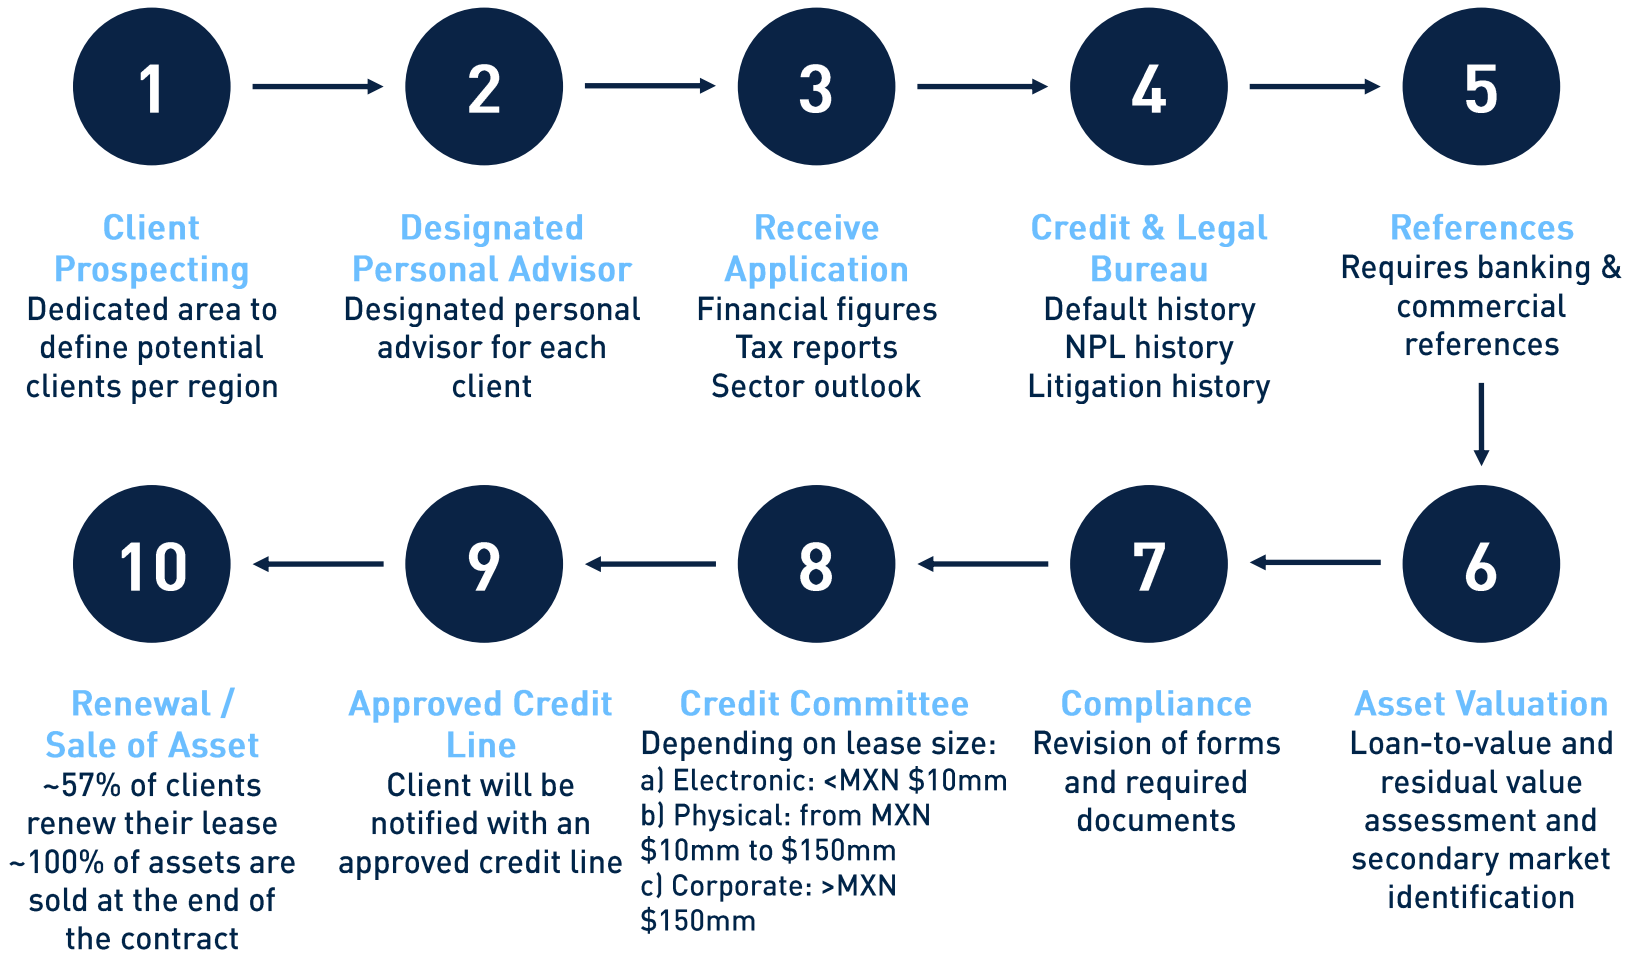 1
2
3
4
5
Client
Prospecting
Dedicated area to
define potential
clients per region
Designated
Personal Advisor
Designated personal
advisor for each
client
Receive
Application
Financial figures
Tax reports
Sector outlook
Credit & Legal
Bureau
Default history
NPL history
Litigation history
References
Requires banking &
commercial
references
6
7
8
9
10
Asset Valuation
Loan-to-value and
residual value
assessment and
secondary market
identification
Compliance
Revision of forms
and required
documents
Credit Committee
Depending on lease size:
a) Electronic: <MXN $10mm
b) Physical: from MXN
$10mm to $150mm
c) Corporate: >MXN
$150mm
Approved Credit
Line
Client will be
notified with an
approved credit line
Renewal /
Sale of Asset
~57% of clients
renew their lease
~100% of assets are
sold at the end of
the contract